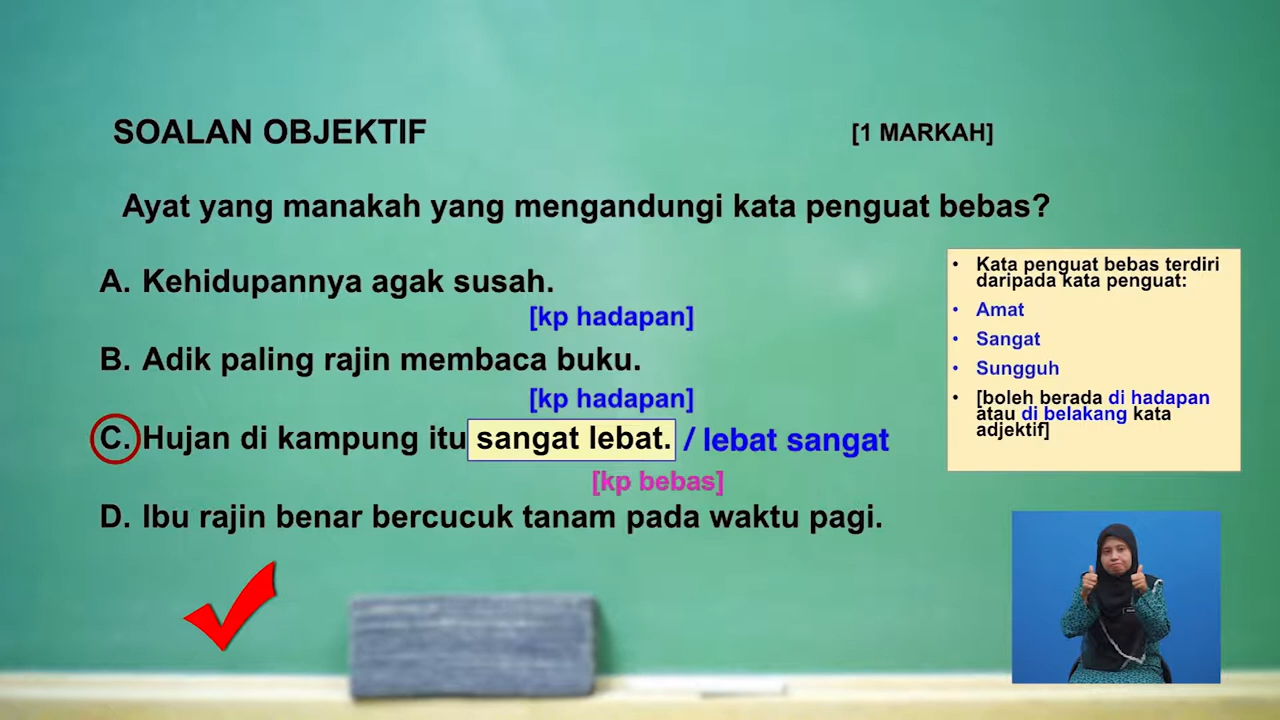 SOALAN OBJEKTIF
[1 MARKAH]
Ayat yang manakah yang mengandungi kata penguat bebas?
A. Kehidupannya agak susah.
[kp hadapan]
B. Adik paling rajin membaca buku.
[kp hadapan]
C. Hujan di kampung itu sangat lebat. / lebat sangat
[kp bebas]
D. Ibu rajin benar bercucuk tanam pada waktu pagi.
• Kata penguat bebas terdiri
daripada kata penguat:
• Amat
• Sangat
• Sungguh
• [boleh berada di hadapan
atau di belakang kata
adjektif]